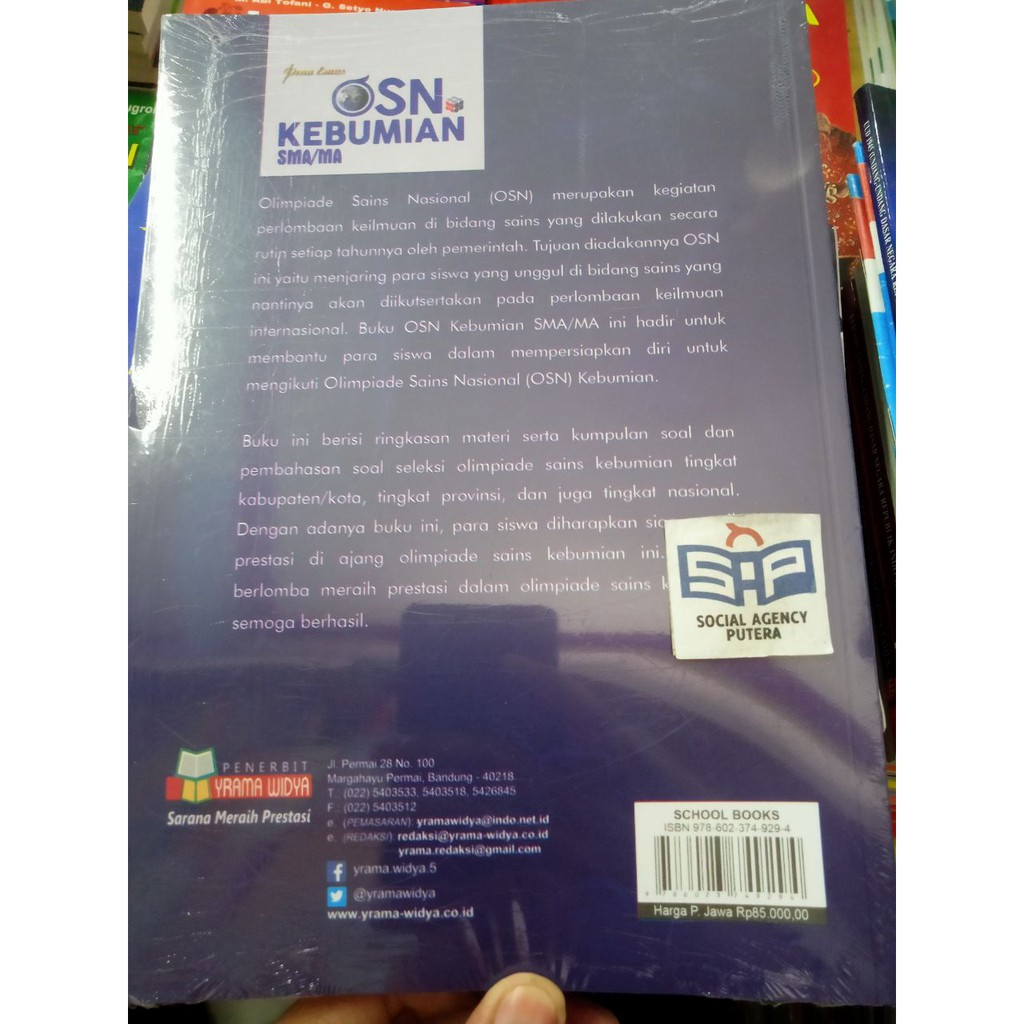 OSN
KEBUMIAN
SMA/MA
Olimpiade Sains Nasional (OSN) merupakan kegiatan
perlombaan keilmuan di bidang sains yang dilakukan secara
rutin setiap tahunnya oleh pemerintah. Tujuan diadakannya OSN
ini yaitu menjaring para siswa yang unggul di bidang sains yang
nantinya akan diikutsertakan pada perlombaan keilmuan
internasional. Buku OSN Kebumian SMA/MA ini hadir untuk
membantu para siswa dalam mempersiapkan diri untuk
mengikuti Olimpiade Sains Nasional (OSN) Kebumian.
Buku ini berisi ringkasan materi serta kumpulan soal dan
pembahasan soal seleksi olimpiade sains kebumian tingkat
kabupaten/kota, tingkat provinsi, dan juga tingkat nasional.
Dengan adanya buku ini, para siswa diharapkan
prestasi di ajang olimpiade sains kebumian ini.
berlomba meraih prestasi dalam olimpiade sains
semoga berhasil.
SAP
SOCIAL AGENCY
PUTERA
PENERBIT
YRAMA WIDYA
Sarana Meraih Prestasi
Jl. Permai 28 No. 100
Margahayu Permai, Bandung - 40218
T. (022) 5403533, 5403518, 5426845
F. (022) 5403512
e. (PEMASARAN): yramawidya@indo.net.id
e. (REDAKSI): redaksi@yrama-widya.co.id
yrama.redaksi@gmail.com
yrama.widya.5
@yramawidya
www.yrama-widya.co.id
SCHOOL BOOKS
ISBN 978-602-374-929-4
9 786023 749294
Harga P. Jawa Rp85.000,00